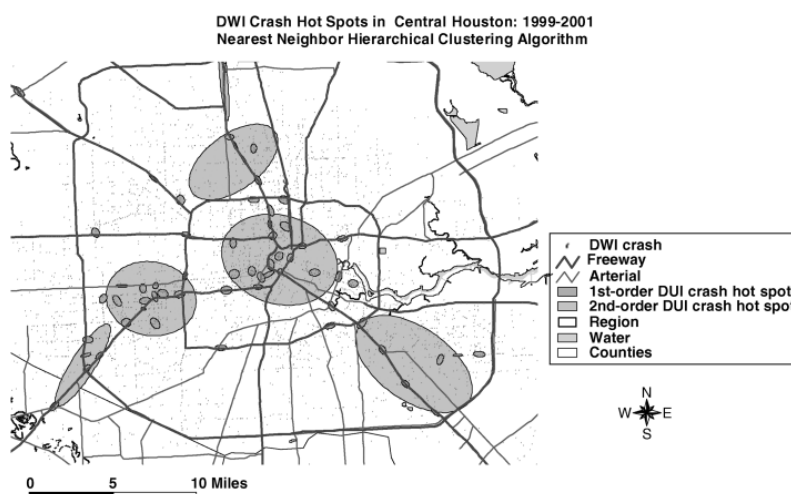 DWI Crash Hot Spots in Central Houston: 1999-2001
Nearest Neighbor Hierarchical Clustering Algorithm
DWI crash
Freeway
Arterial
1st-order DUI crash hot spot
2nd-order DUI crash hot spot
Region
Water
Counties
N
W E
S
0 5 10 Miles